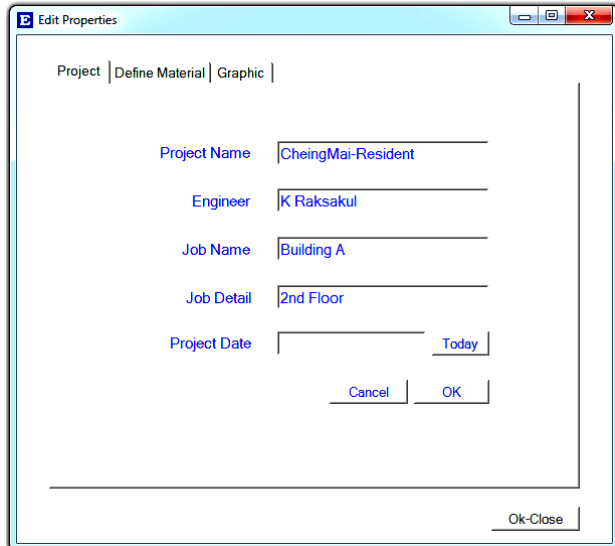 E Edit Properties
Project Define Material Graphic
Project Name CheingMai-Resident
Engineer K Raksakul
Job Name Building A
Job Detail 2nd Floor
Project Date Today
Cancel OK
Ok-Close